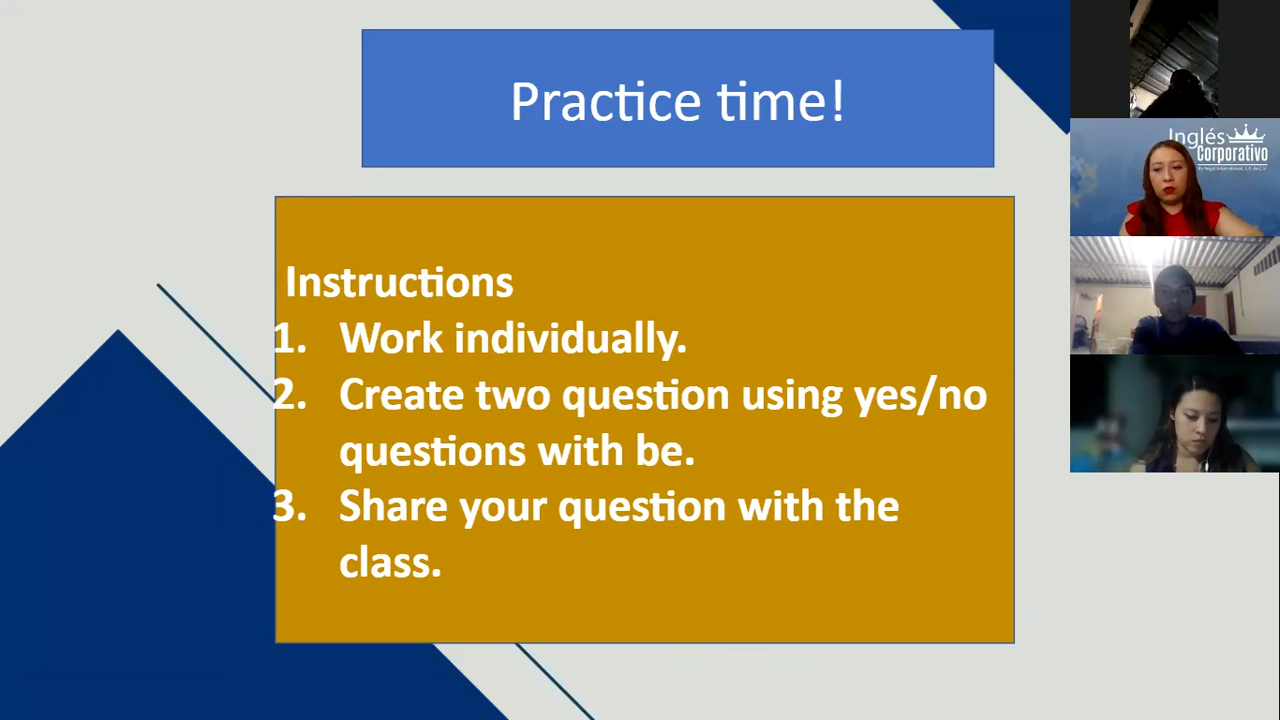 Practice time!
Instructions
1. Work individually.
2. Create two question using yes/no
questions with be.
3. Share your question with the
class.
Inglés
Corporativo